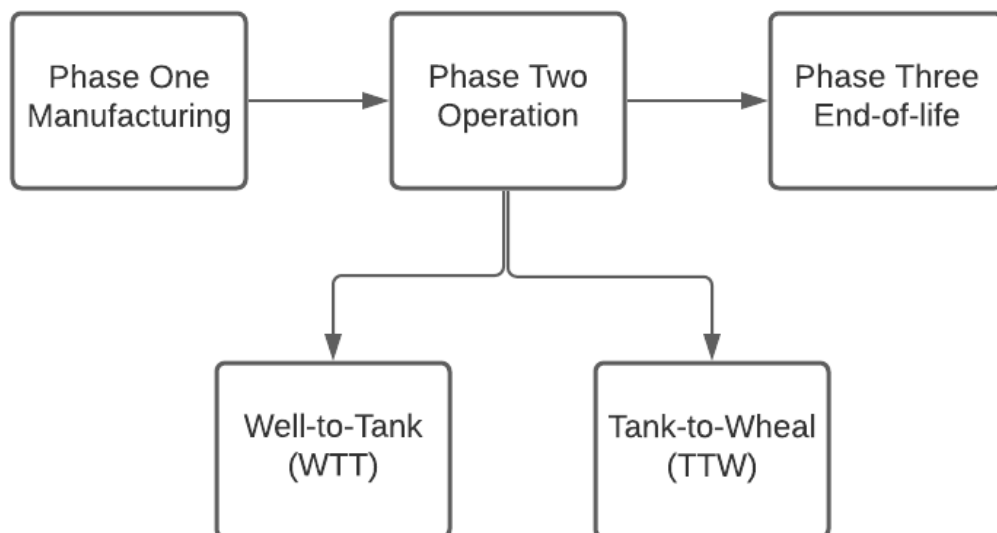 Phase One
Manufacturing
Phase Two
Operation
Phase Three
End-of-life
Well-to-Tank
(WTT)
Tank-to-Wheal
(TTW)